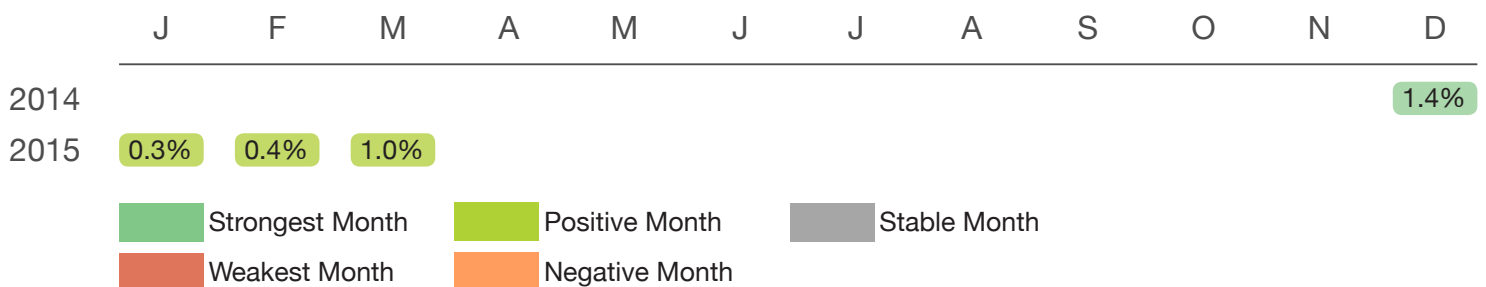 J F M A M J J A S O N D
2014 1.4%
2015 0.3% 0.4% 1.0%
Strongest Month Positive Month Stable Month
Weakest Month Negative Month